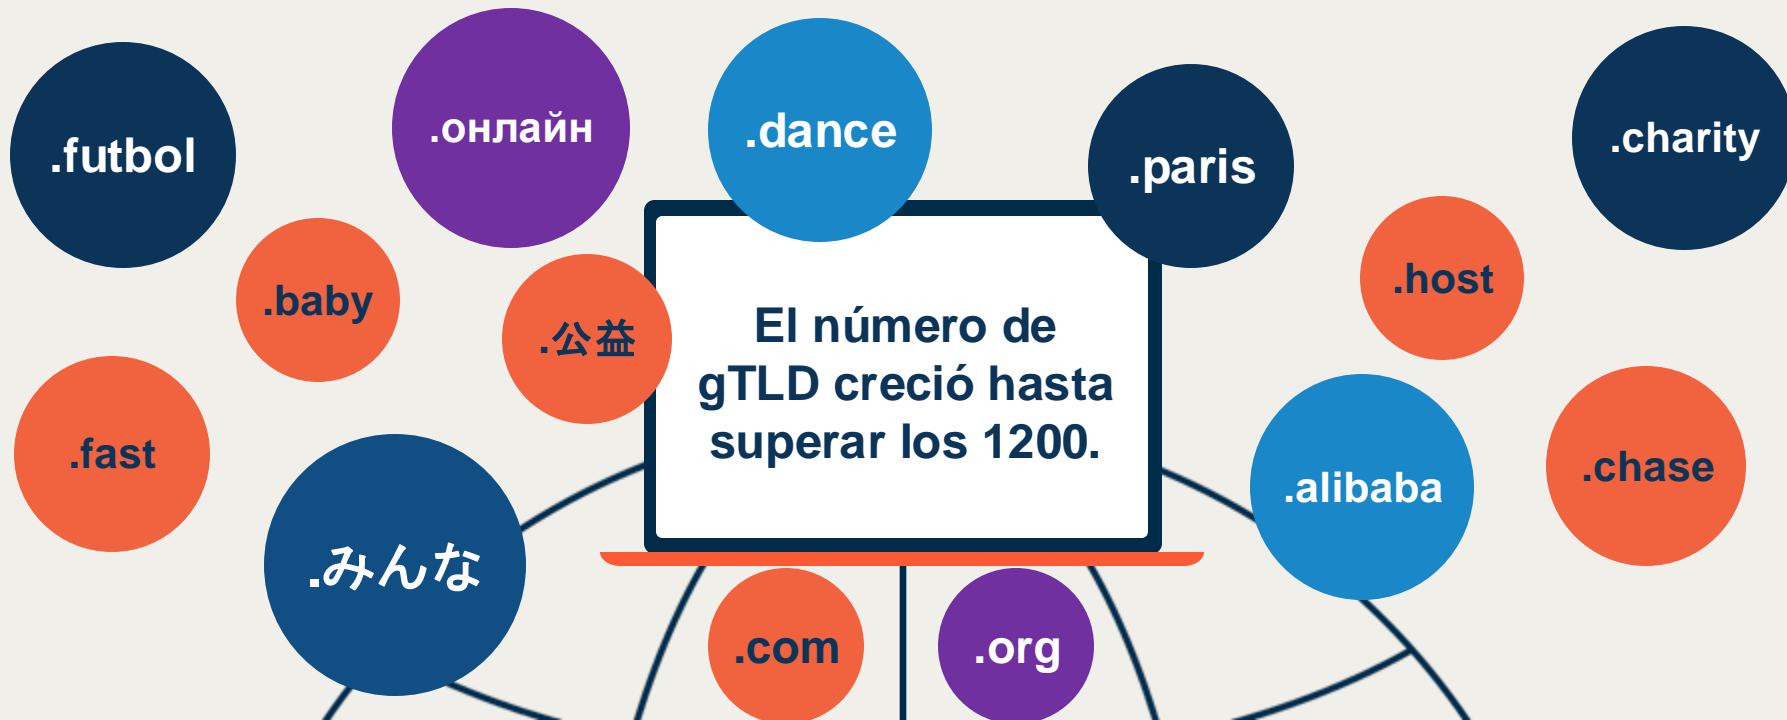 .futbol
.онлайн
.dance
.paris
.charity
.baby
.公益
.host
El número de
gTLD creció hasta
superar los 1200.
.fast
.みんな
.alibaba
.chase
.com
.org